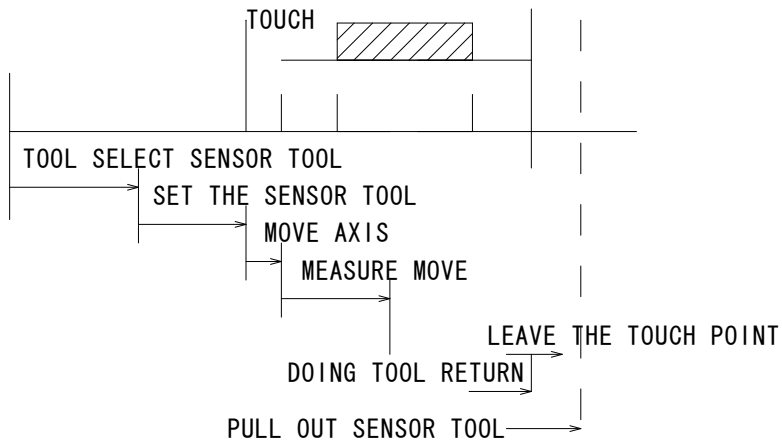 TOUCH
TOOL SELECT SENSOR TOOL
SET THE SENSOR TOOL
MOVE AXIS
MEASURE MOVE
LEAVE THE TOUCH POINT
DOING TOOL RETURN
PULL OUT SENSOR TOOL